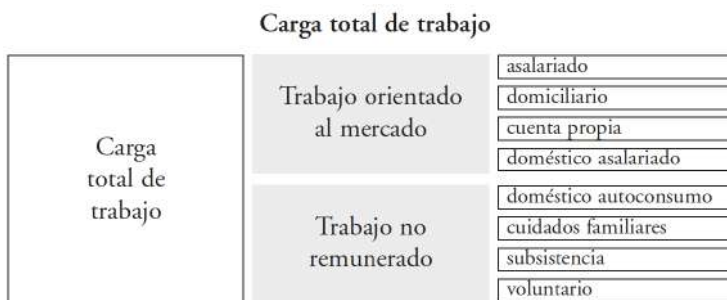 Carga total de trabajo
Carga
total de
trabajo
Trabajo orientado
al mercado
asalariado
domiciliario
cuenta propia
doméstico asalariado
Trabajo no
remunerado
doméstico autoconsumo
cuidados familiares
subsistencia
voluntario